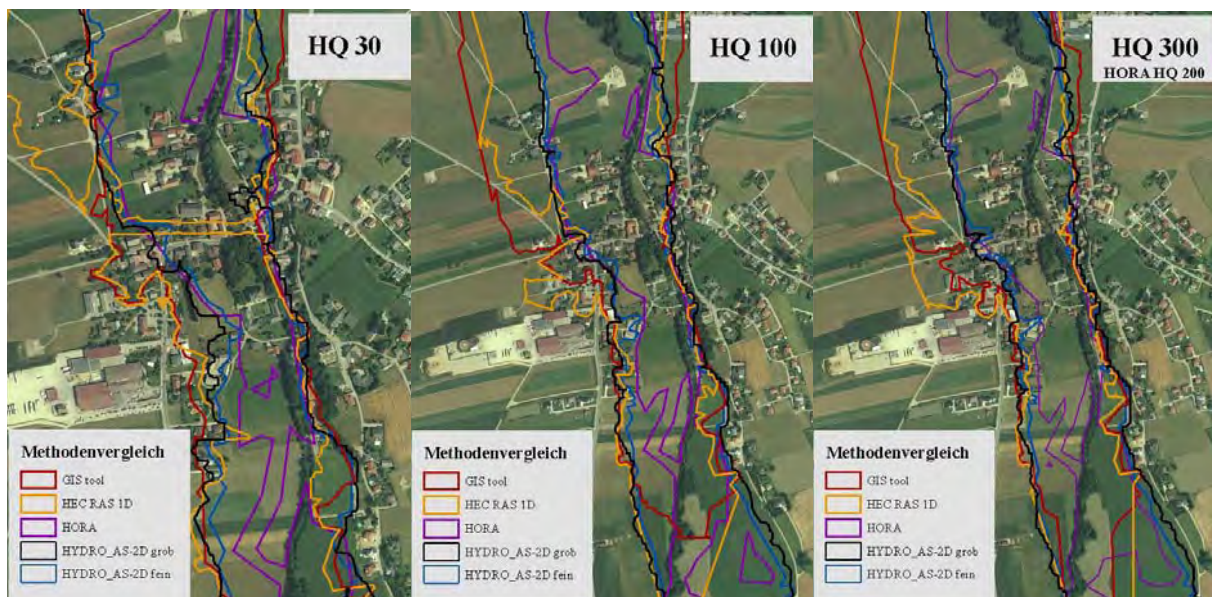 HQ 30
Methodenvergleich
GIS tool
HEC RAS 1D
HORA
HYDRO_AS-2D grob
HYDRO_AS-2D fein
HQ 100
Methodenvergleich
GIS tool
HEC RAS 1D
HORA
HYDRO_AS-2D grob
HYDRO_AS-2D fein
HQ 300
HORA HQ 200
Methodenvergleich
GIS tool
HEC RAS 1D
HORA
HYDRO_AS-2D grob
HYDRO_AS-2D fein